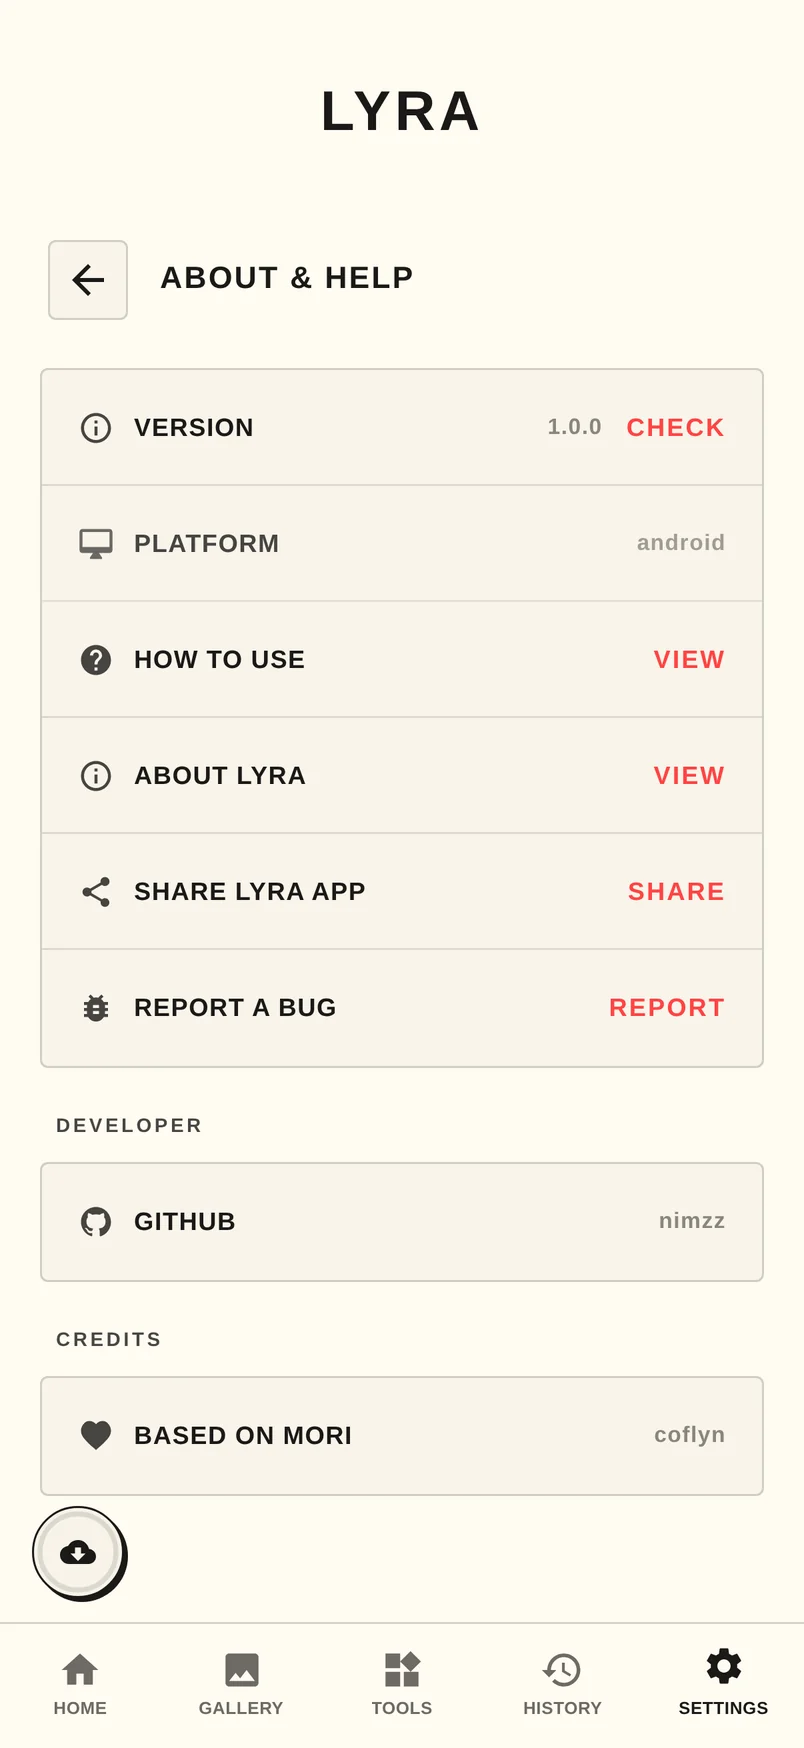 LYRA
ABOUT & HELP
VERSION 1.0.0 CHECK
PLATFORM android
HOW TO USE VIEW
ABOUT LYRA VIEW
SHARE LYRA APP SHARE
REPORT A BUG REPORT
DEVELOPER
GITHUB nimzz
CREDITS
BASED ON MORI coflyn
HOME GALLERY TOOLS HISTORY SETTINGS